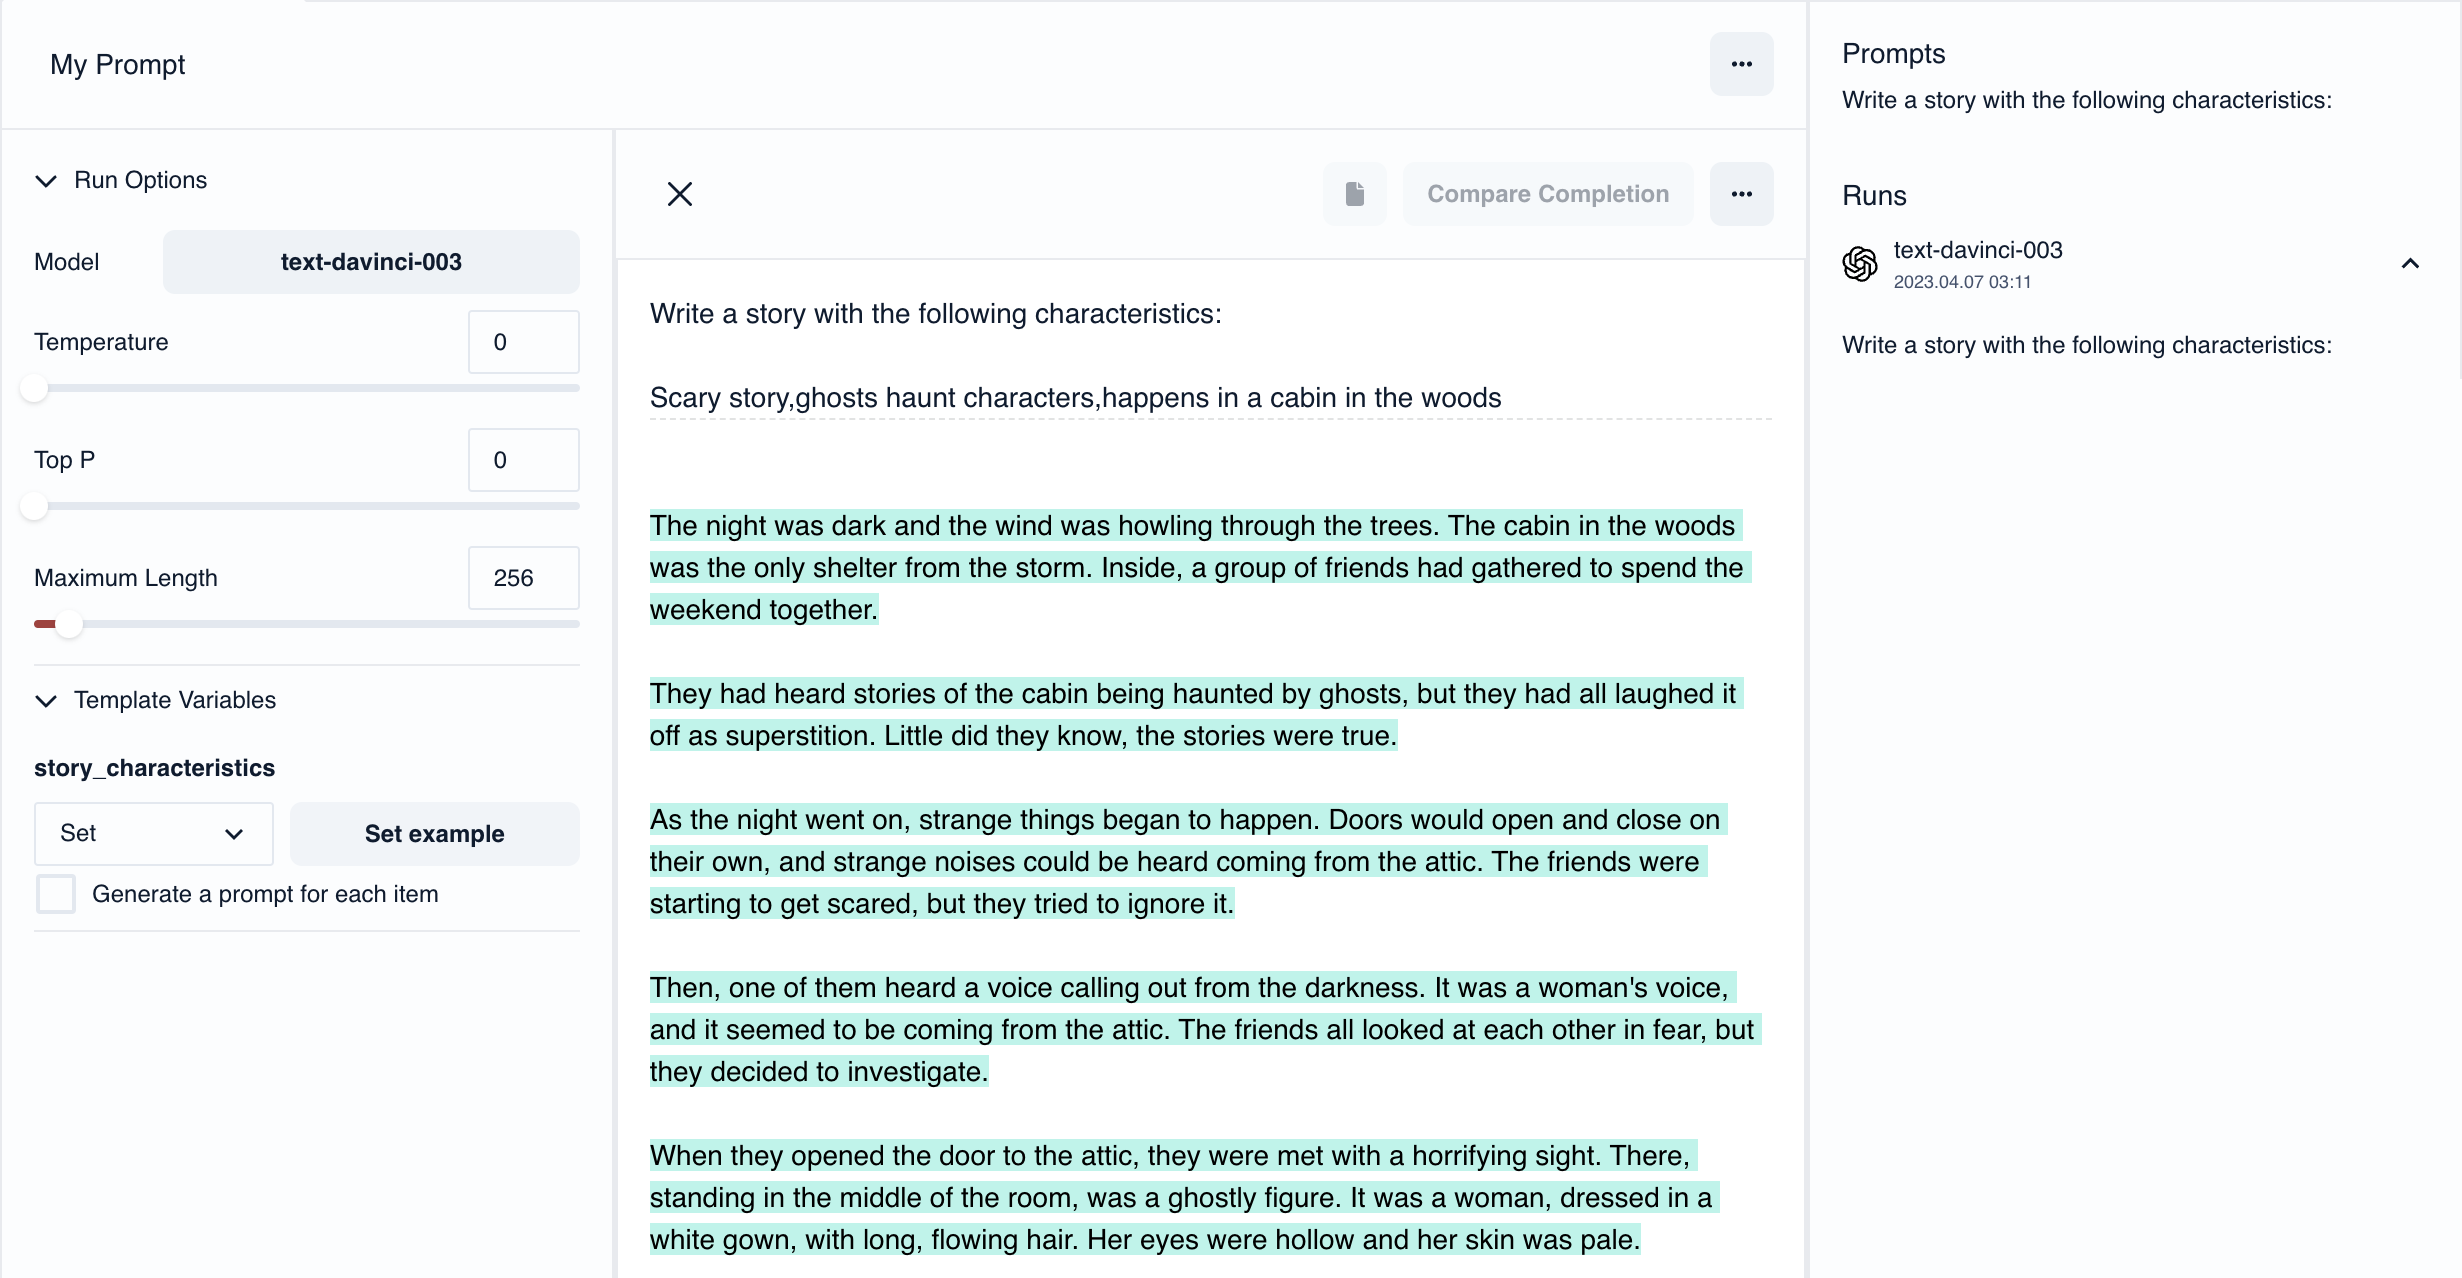 My Prompt
Run Options
Model
text-davinci-003
Temperature
0
Top P
0
Maximum Length
256
Template Variables
story_characteristics
Set
Set example
Generate a prompt for each item
Compare Completion
Write a story with the following characteristics:
Scary story,ghosts haunt characters,happens in a cabin in the woods
The night was dark and the wind was howling through the trees. The cabin in the woods
was the only shelter from the storm. Inside, a group of friends had gathered to spend the
weekend together.
They had heard stories of the cabin being haunted by ghosts, but they had all laughed it
off as superstition. Little did they know, the stories were true.
As the night went on, strange things began to happen. Doors would open and close on
their own, and strange noises could be heard coming from the attic. The friends were
starting to get scared, but they tried to ignore it.
Then, one of them heard a voice calling out from the darkness. It was a woman's voice,
and it seemed to be coming from the attic. The friends all looked at each other in fear, but
they decided to investigate.
When they opened the door to the attic, they were met with a horrifying sight. There,
standing in the middle of the room, was a ghostly figure. It was a woman, dressed in a
white gown, with long, flowing hair. Her eyes were hollow and her skin was pale.
Prompts
Write a story with the following characteristics:
Runs
text-davinci-003
2023.04.07 03:11
Write a story with the following characteristics: